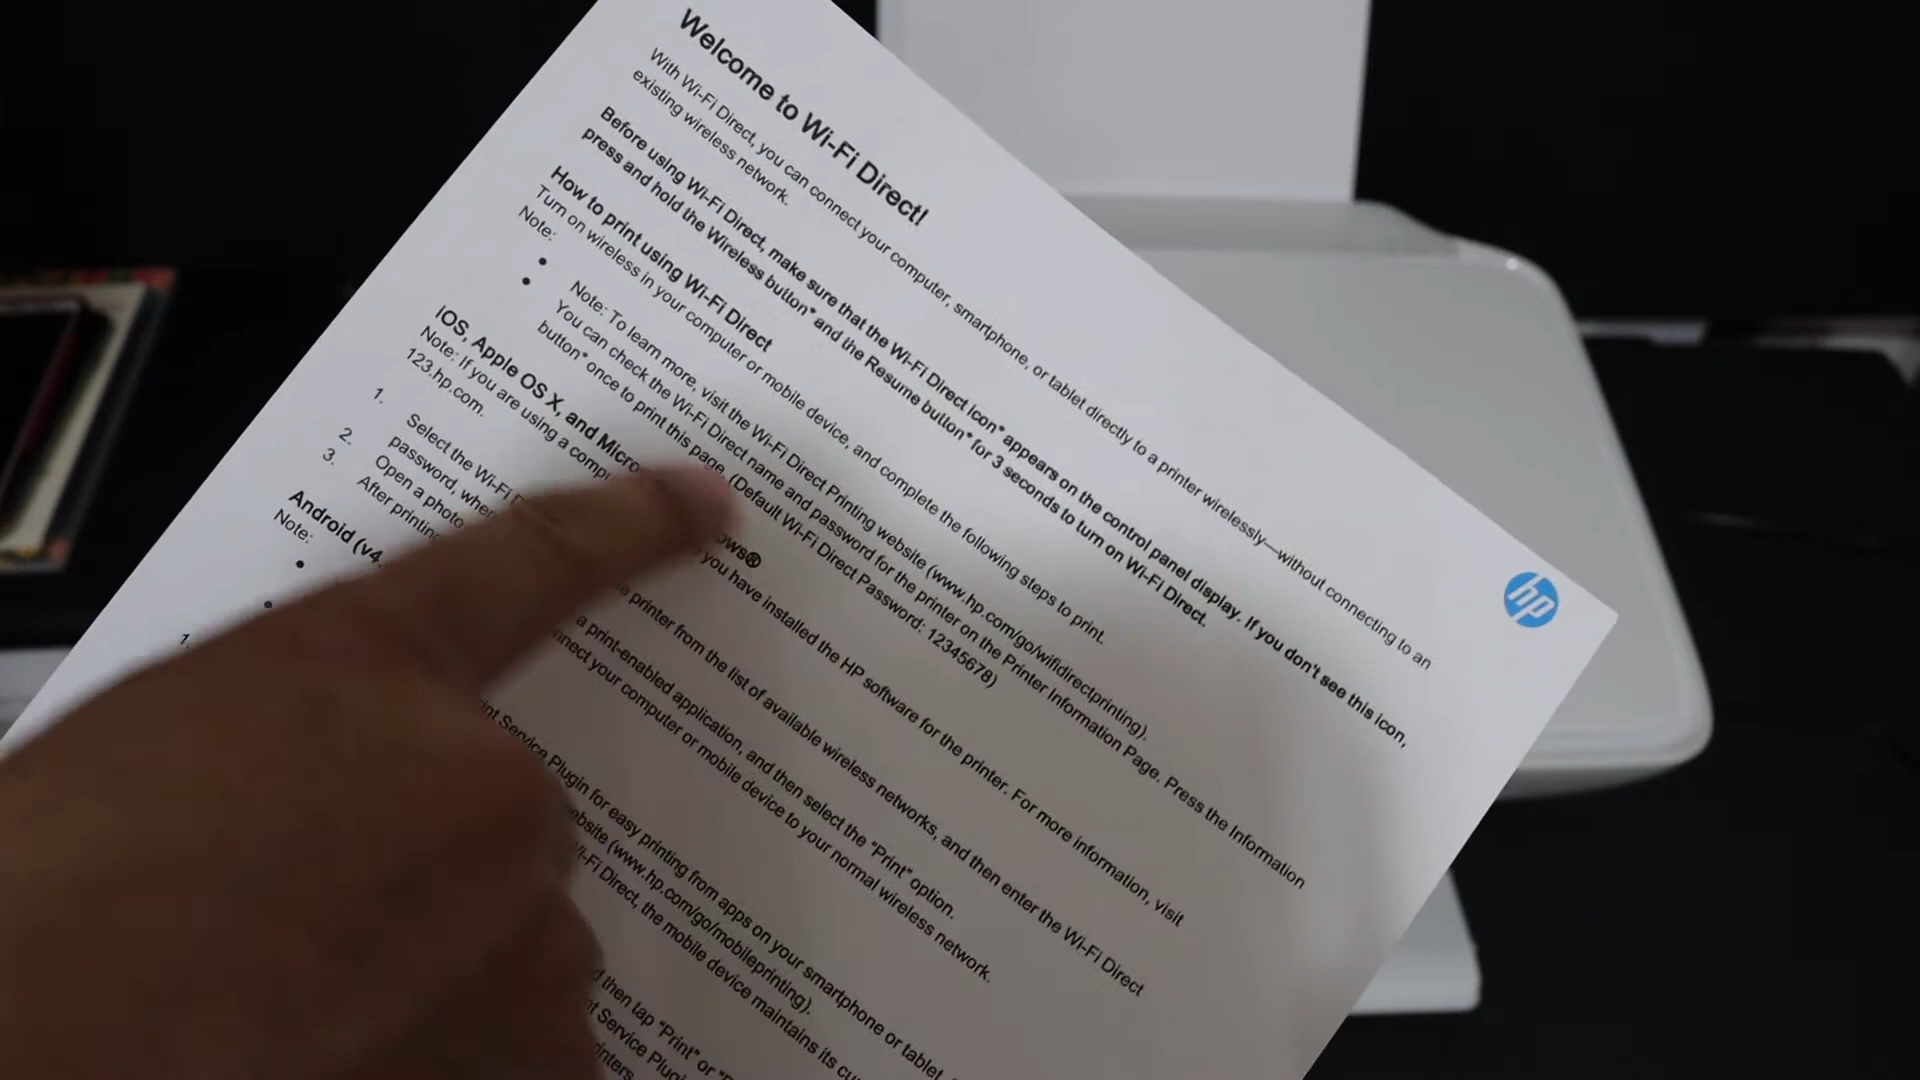 Welcome to Wi-Fi Direct!
With Wi-Fi Direct, you can connect your computer, smartphone, or tablet directly to a printer wirelessly—without connecting to an
existing wireless network.
Before using Wi-Fi Direct, make sure that the Wi-Fi Direct icon* appears on the control panel display. If you don't see this icon,
press and hold the Wireless button* and the Resume button* for 3 seconds to turn on Wi-Fi Direct.
How to print using Wi-Fi Direct
Turn on wireless in your computer or mobile device, and complete the following steps to print.
Note:
• Note: To learn more, visit the Wi-Fi Direct Printing website (www.hp.com/go/wifidirectprinting).
• You can check the Wi-Fi Direct name and password for the printer on the Printer Information Page. Press the Information
button* once to print this page. (Default Wi-Fi Direct Password: 12345678)
iOS, Apple OS X, and Micro ows®
Note: If you are using a compu you have installed the HP software for the printer. For more information, visit
123.hp.com.
1. Select the Wi-Fi D printer from the list of available wireless networks, and then enter the Wi-Fi Direct
password, when
2. Open a photo a print-enabled application, and then select the "Print" option.
3. After printing nnect your computer or mobile device to your normal wireless network.
Android (v4.
Note:
• int Service Plugin for easy printing from apps on your smartphone or tablet
ebsite (www.hp.com/go/mobileprinting).
• Wi-Fi Direct, the mobile device maintains its cu
1. d then tap "Print" or
nt Service Plug
rinters
hp